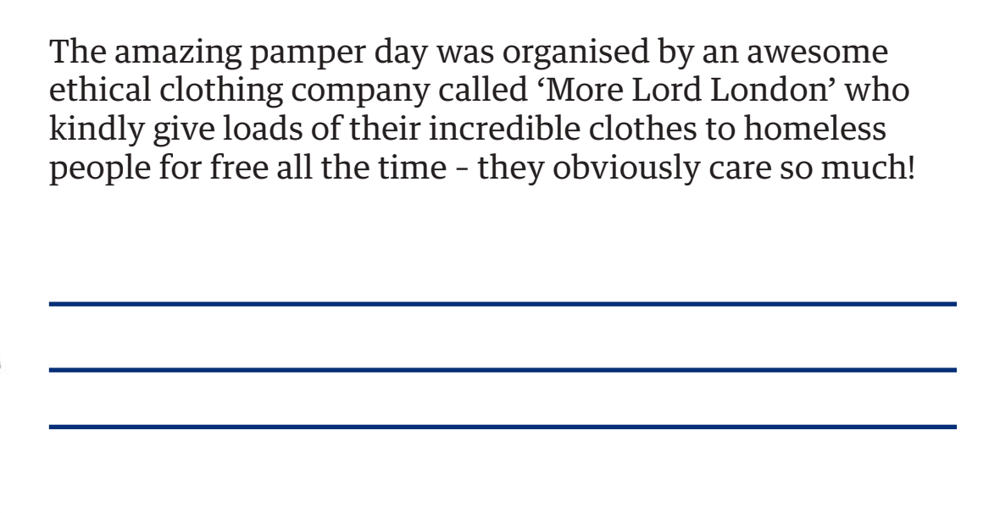 The amazing pamper day was organised by an awesome
ethical clothing company called ‘More Lord London’ who
kindly give loads of their incredible clothes to homeless
people for free all the time – they obviously care so much!